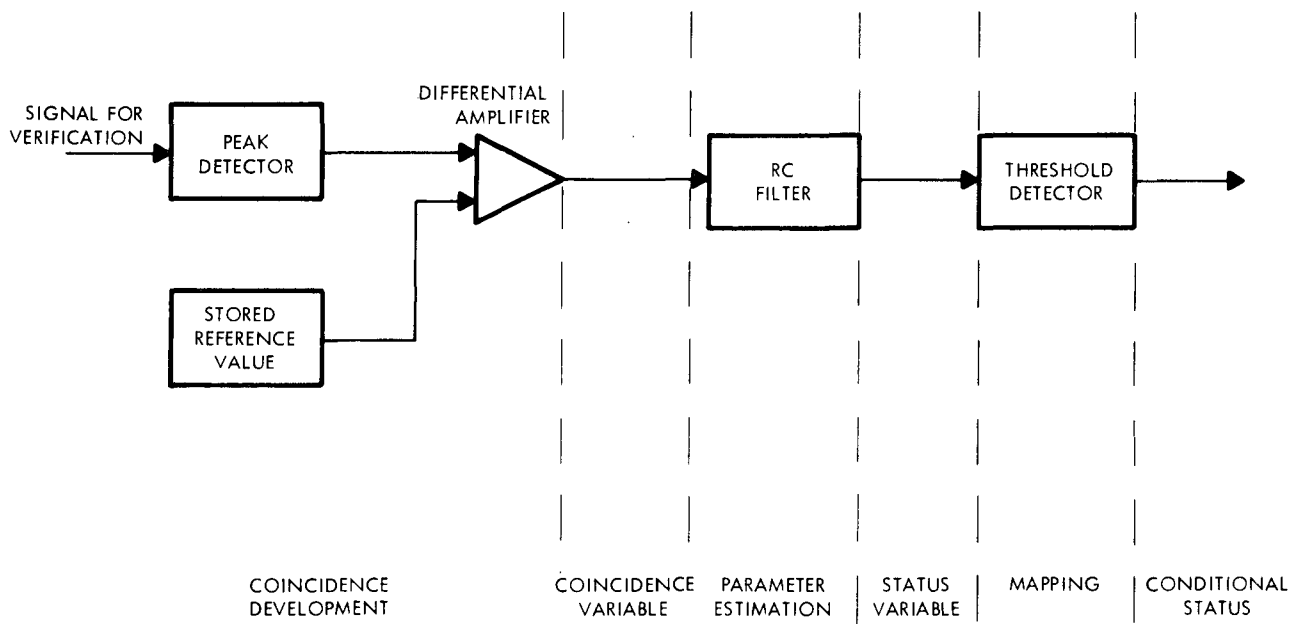 DIFFERENTIAL
AMPLIFIER
SIGNAL FOR
VERIFICATION
PEAK
DETECTOR
RC
FILTER
THRESHOLD
DETECTOR
STORED
REFERENCE
VALUE
COINCIDENCE
DEVELOPMENT
COINCIDENCE
VARIABLE
PARAMETER
ESTIMATION
STATUS
VARIABLE
MAPPING
CONDITIONAL
STATUS